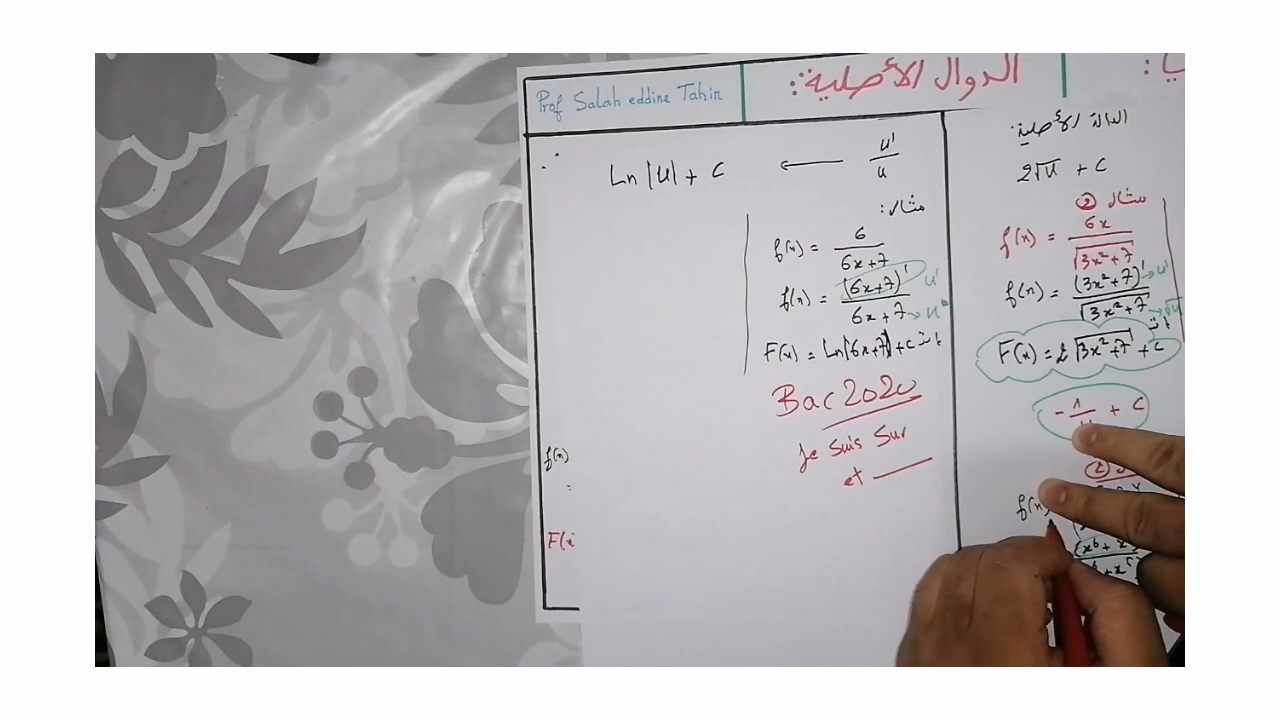 Prof Salah eddine Tahin
الدوال الأصلية:
يا:
Ln |u| + C ← u'/u
مثال:
f(x) = 6/(6x+7)
f(x) = (6x+7)'/(6x+7) → u
u'
F(x) = Ln|6x+7| + C
Bac 2020
Je suis sur
et
f(x)
=
F(x
الدالة الأصلية:
2√u + C
مثال 2
f(x) = 6x/√(3x²+7)
f(x) = (3x²+7)'/√(3x²+7) → u' → √u
F(x) = 2√(3x²+7) + C
-1/u + C
f(x)